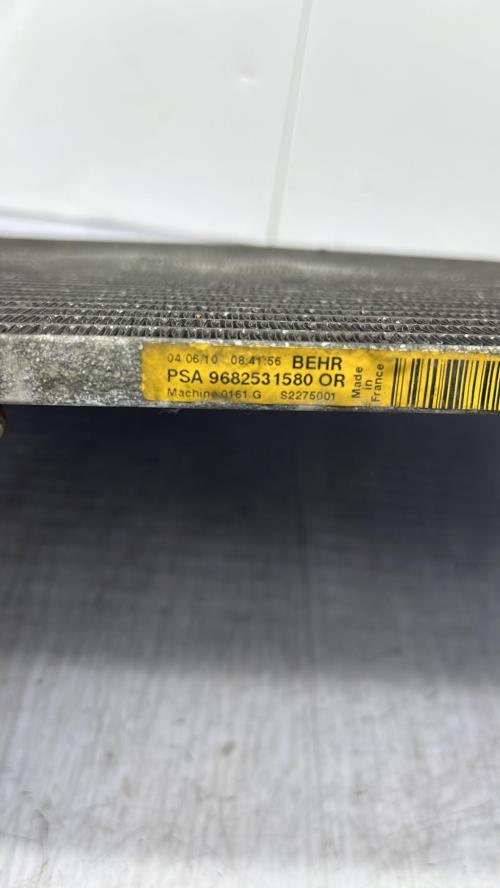 04.06/10 08:41:56 BEHR
PSA 9682531580 OR
Machine:0161.G S2275001
Made
in
France